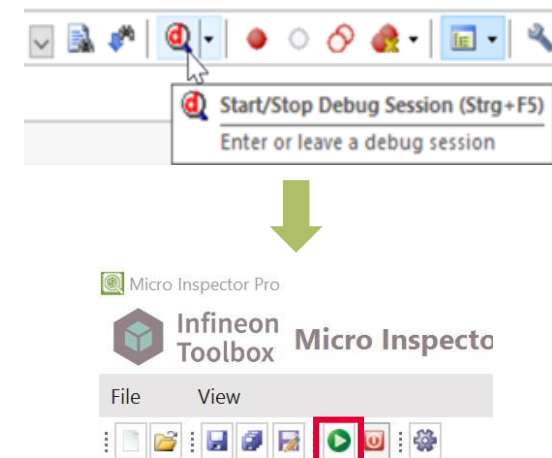 Start/Stop Debug Session (Strg+F5)
Enter or leave a debug session
Micro Inspector Pro
Infineon
Toolbox
Micro Inspecto
File View